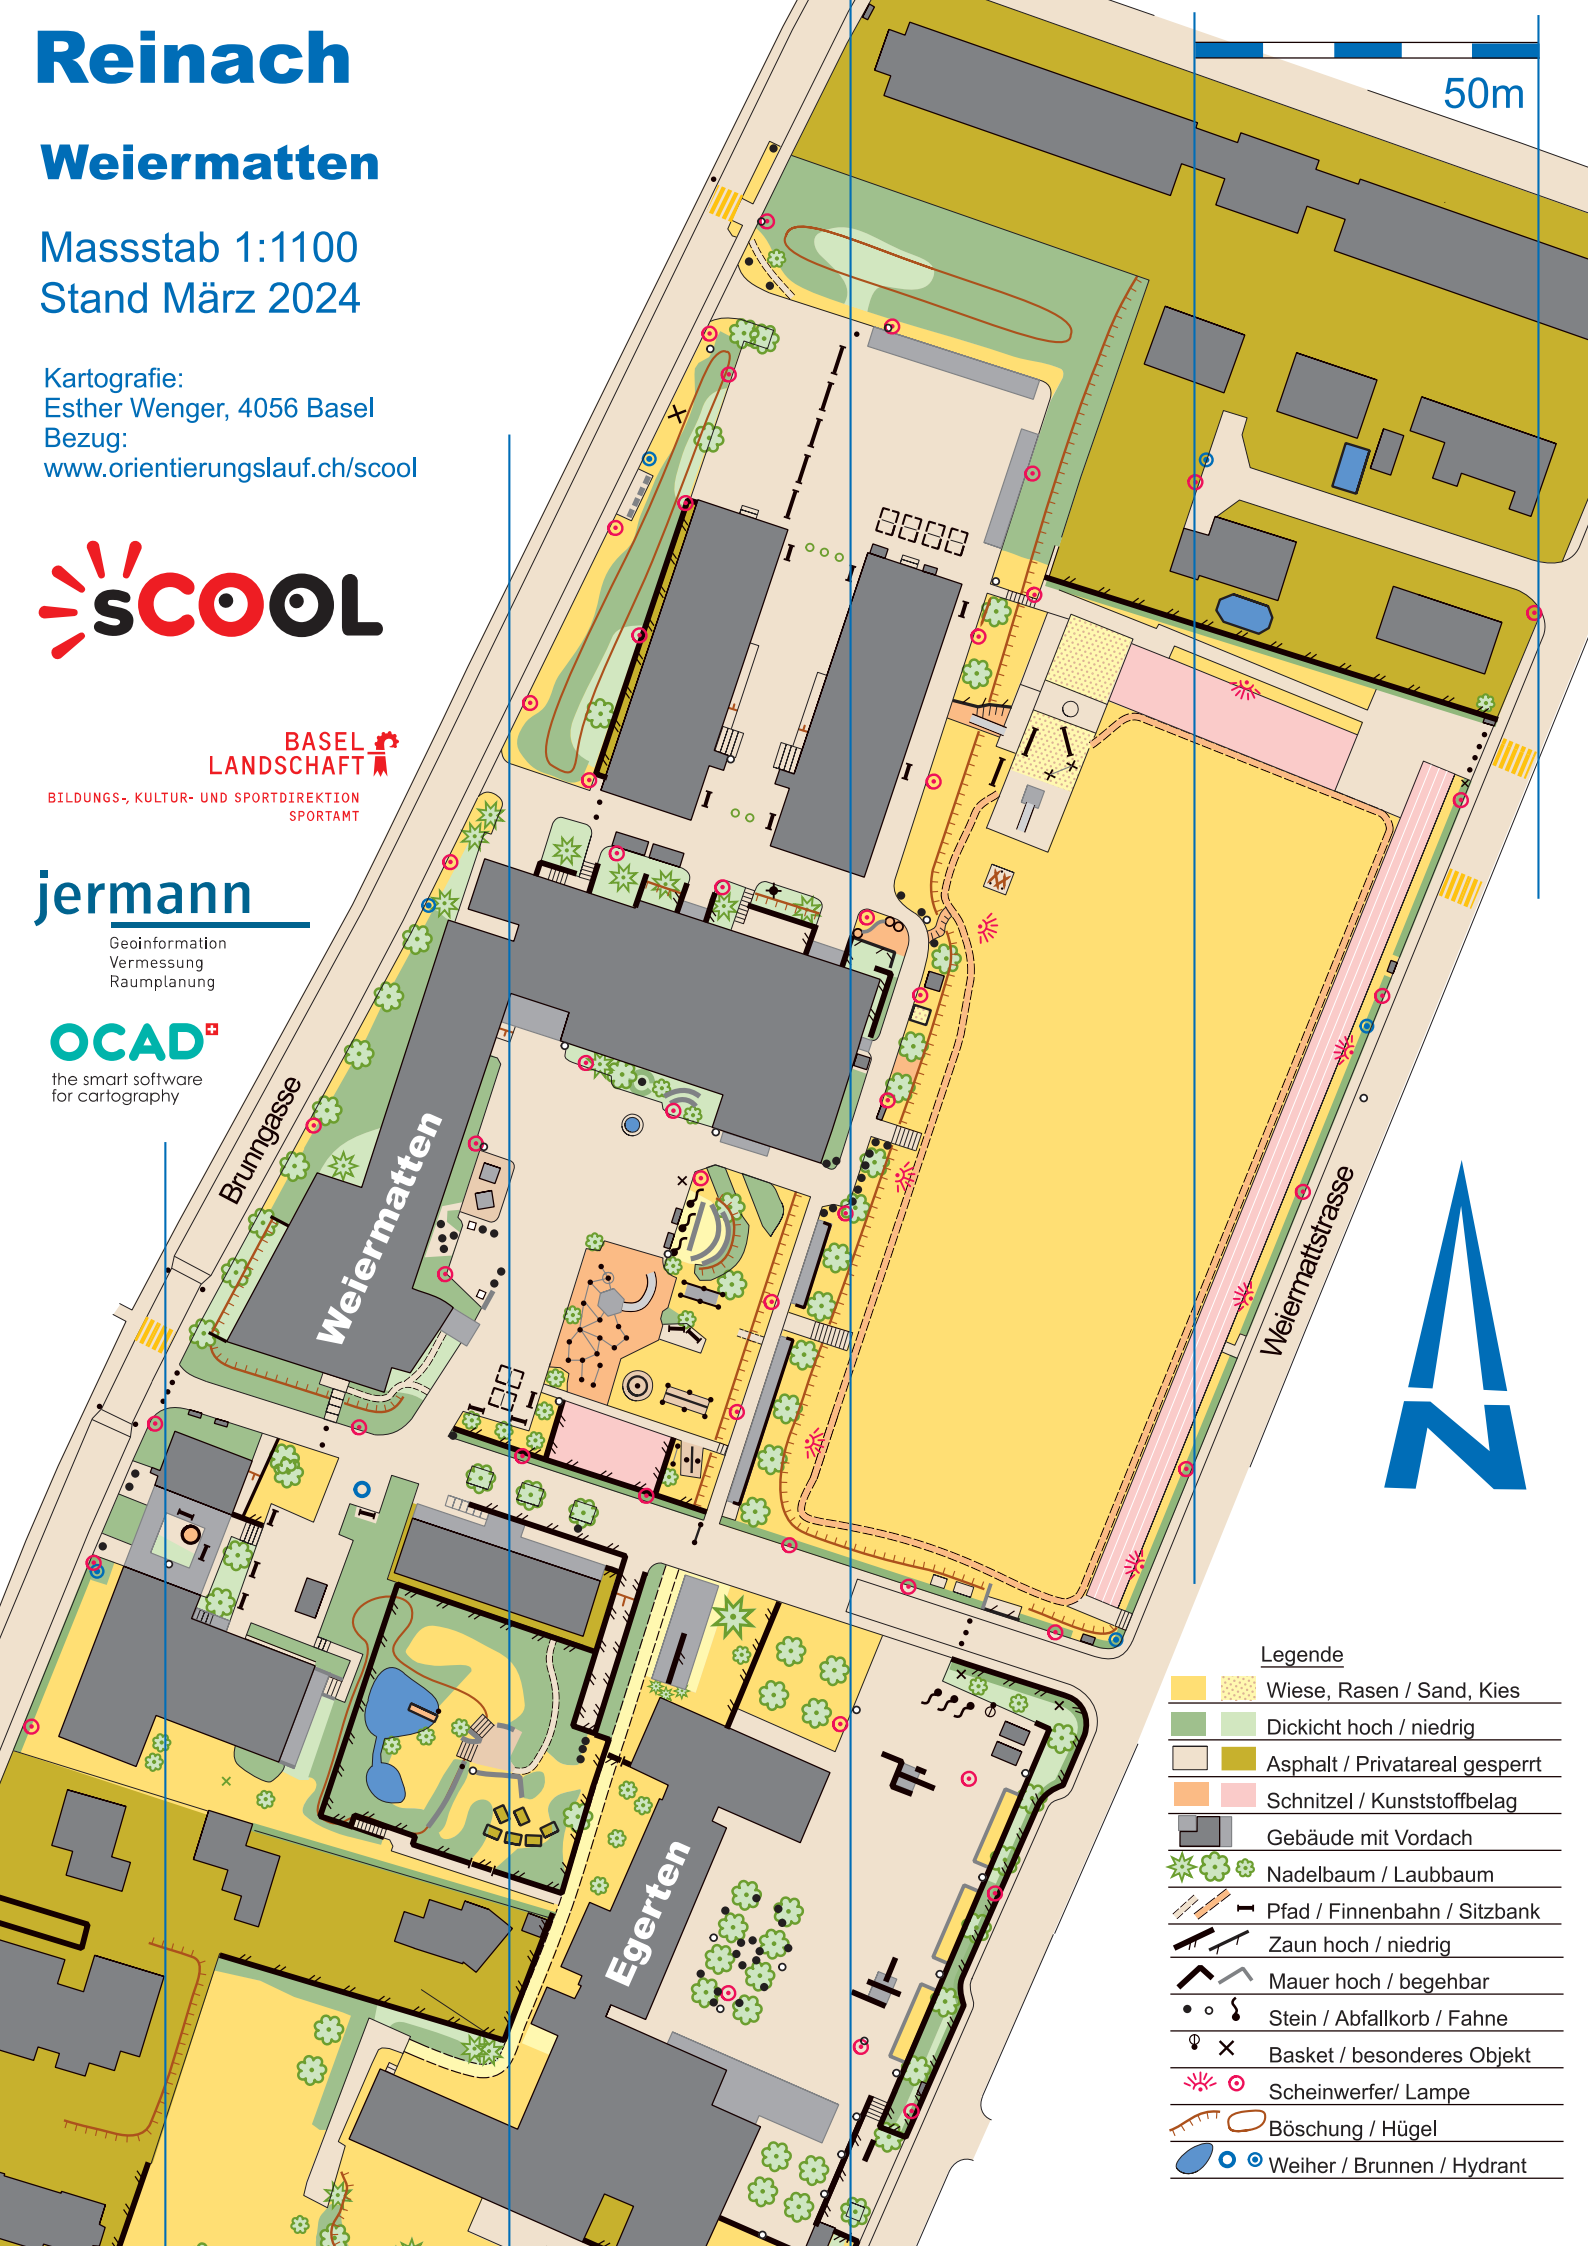 Reinach
Weiermatten
Massstab 1:1100
Stand März 2024
Kartografie:
Esther Wenger, 4056 Basel
Bezug:
www.orientierungslauf.ch/scool
50m
sCOOL
BASEL
LANDSCHAFT
BILDUNGS-, KULTUR- UND SPORTDIREKTION
SPORTAMT
jermann
Geoinformation
Vermessung
Raumplanung
OCAD
the smart software
for cartography
Brunngasse
Weiermatten
Weiermattstrasse
Egerten
N
Legende
Wiese, Rasen / Sand, Kies
Dickicht hoch / niedrig
Asphalt / Privatareal gesperrt
Schnitzel / Kunststoffbelag
Gebäude mit Vordach
Nadelbaum / Laubbaum
Pfad / Finnenbahn / Sitzbank
Zaun hoch / niedrig
Mauer hoch / begehbar
Stein / Abfallkorb / Fahne
Basket / besonderes Objekt
Scheinwerfer/ Lampe
Böschung / Hügel
Weiher / Brunnen / Hydrant